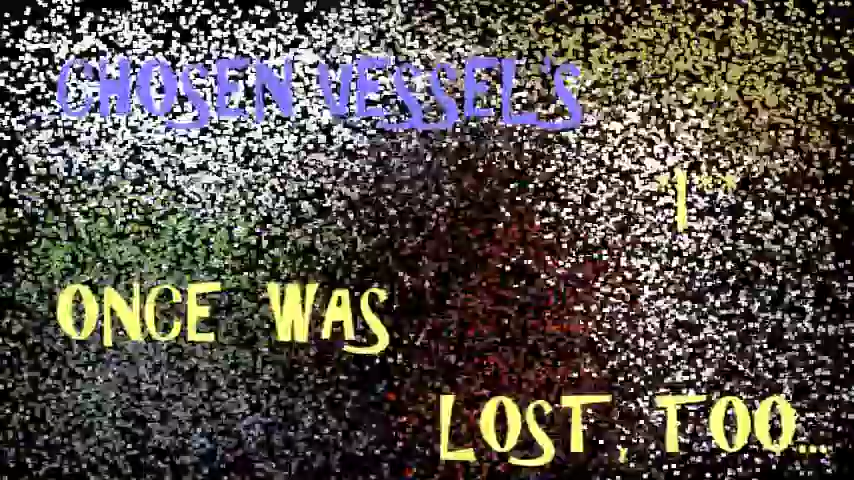 CHOSEN VESSEL'S
"I""
ONCE WAS
LOST, TOO...